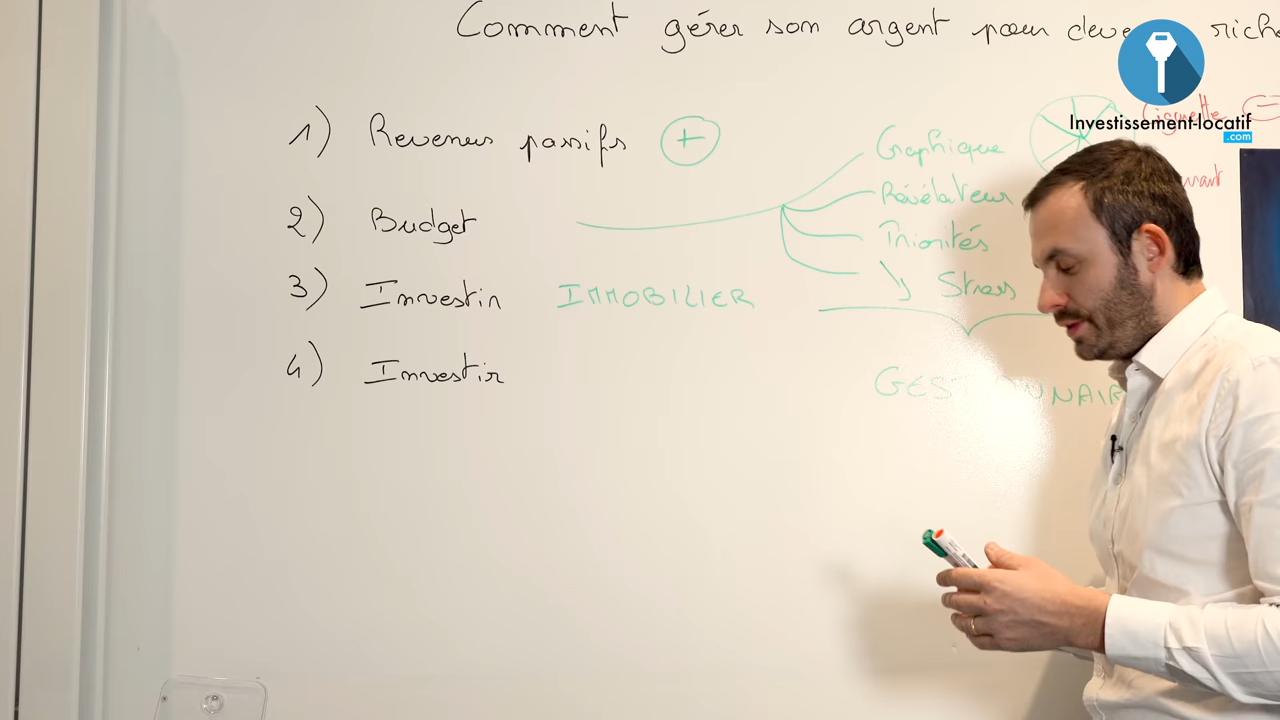 Comment gérer son argent pour riche
Investissement-locatif
.com
1) Revenus passifs +
Graphique
Révélateur
2) Budget
Priorités
↘ Stress
3) Investir IMMOBILIER
4) Investir